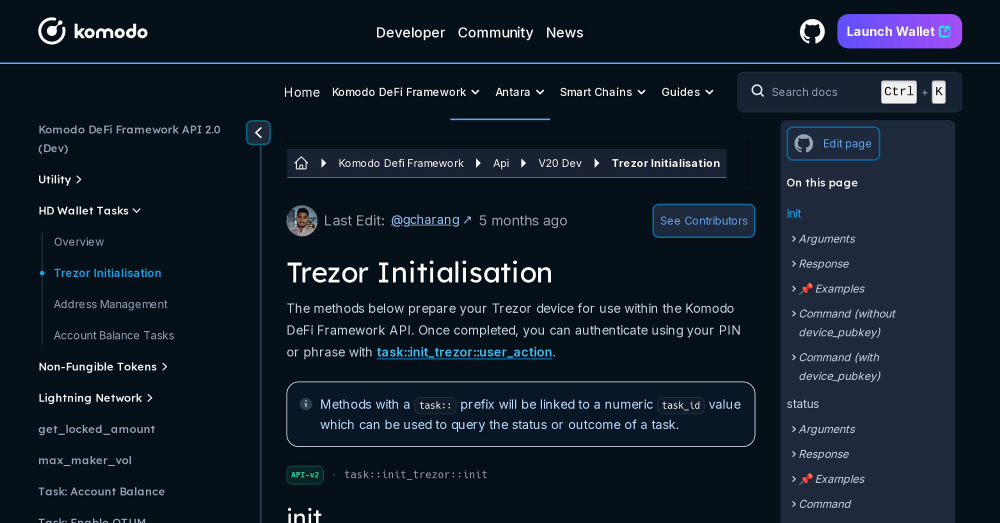 komodo
Developer Community News
Launch Wallet
Home Komodo DeFi Framework Antara Smart Chains Guides
Search docs Ctrl + K
Komodo DeFi Framework API 2.0
(Dev)
Utility
HD Wallet Tasks
Overview
Trezor Initialisation
Address Management
Account Balance Tasks
Non-Fungible Tokens
Lightning Network
get_locked_amount
max_maker_vol
Task: Account Balance
Task: Enable QTUM
Komodo Defi Framework Api V20 Dev Trezor Initialisation
Last Edit: @gcharang ↗ 5 months ago
See Contributors
Trezor Initialisation
The methods below prepare your Trezor device for use within the Komodo
DeFi Framework API. Once completed, you can authenticate using your PIN
or phrase with task::init_trezor::user_action.
Methods with a task:: prefix will be linked to a numeric task_id value
which can be used to query the status or outcome of a task.
API-v2 · task::init_trezor::init
init
Edit page
On this page
init
Arguments
Response
📌 Examples
Command (without
device_pubkey)
Command (with
device_pubkey)
status
Arguments
Response
📌 Examples
Command